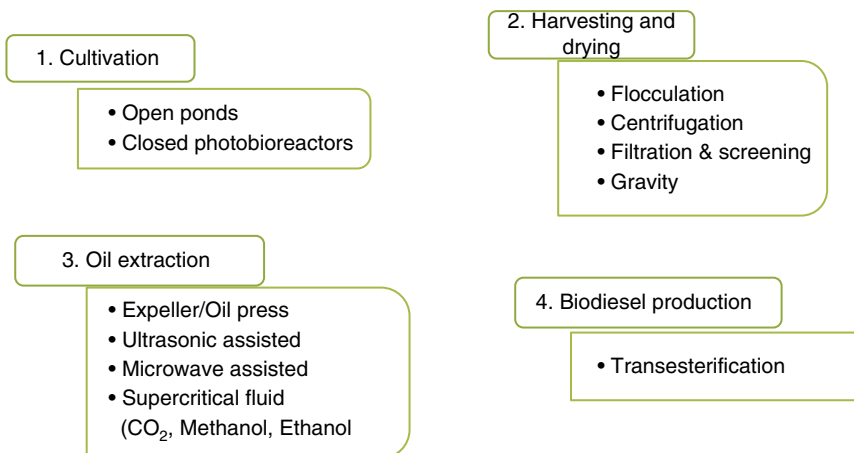 1. Cultivation
• Open ponds
• Closed photobioreactors
2. Harvesting and
drying
• Flocculation
• Centrifugation
• Filtration & screening
• Gravity
3. Oil extraction
• Expeller/Oil press
• Ultrasonic assisted
• Microwave assisted
• Supercritical fluid
(CO₂, Methanol, Ethanol
4. Biodiesel production
• Transesterification